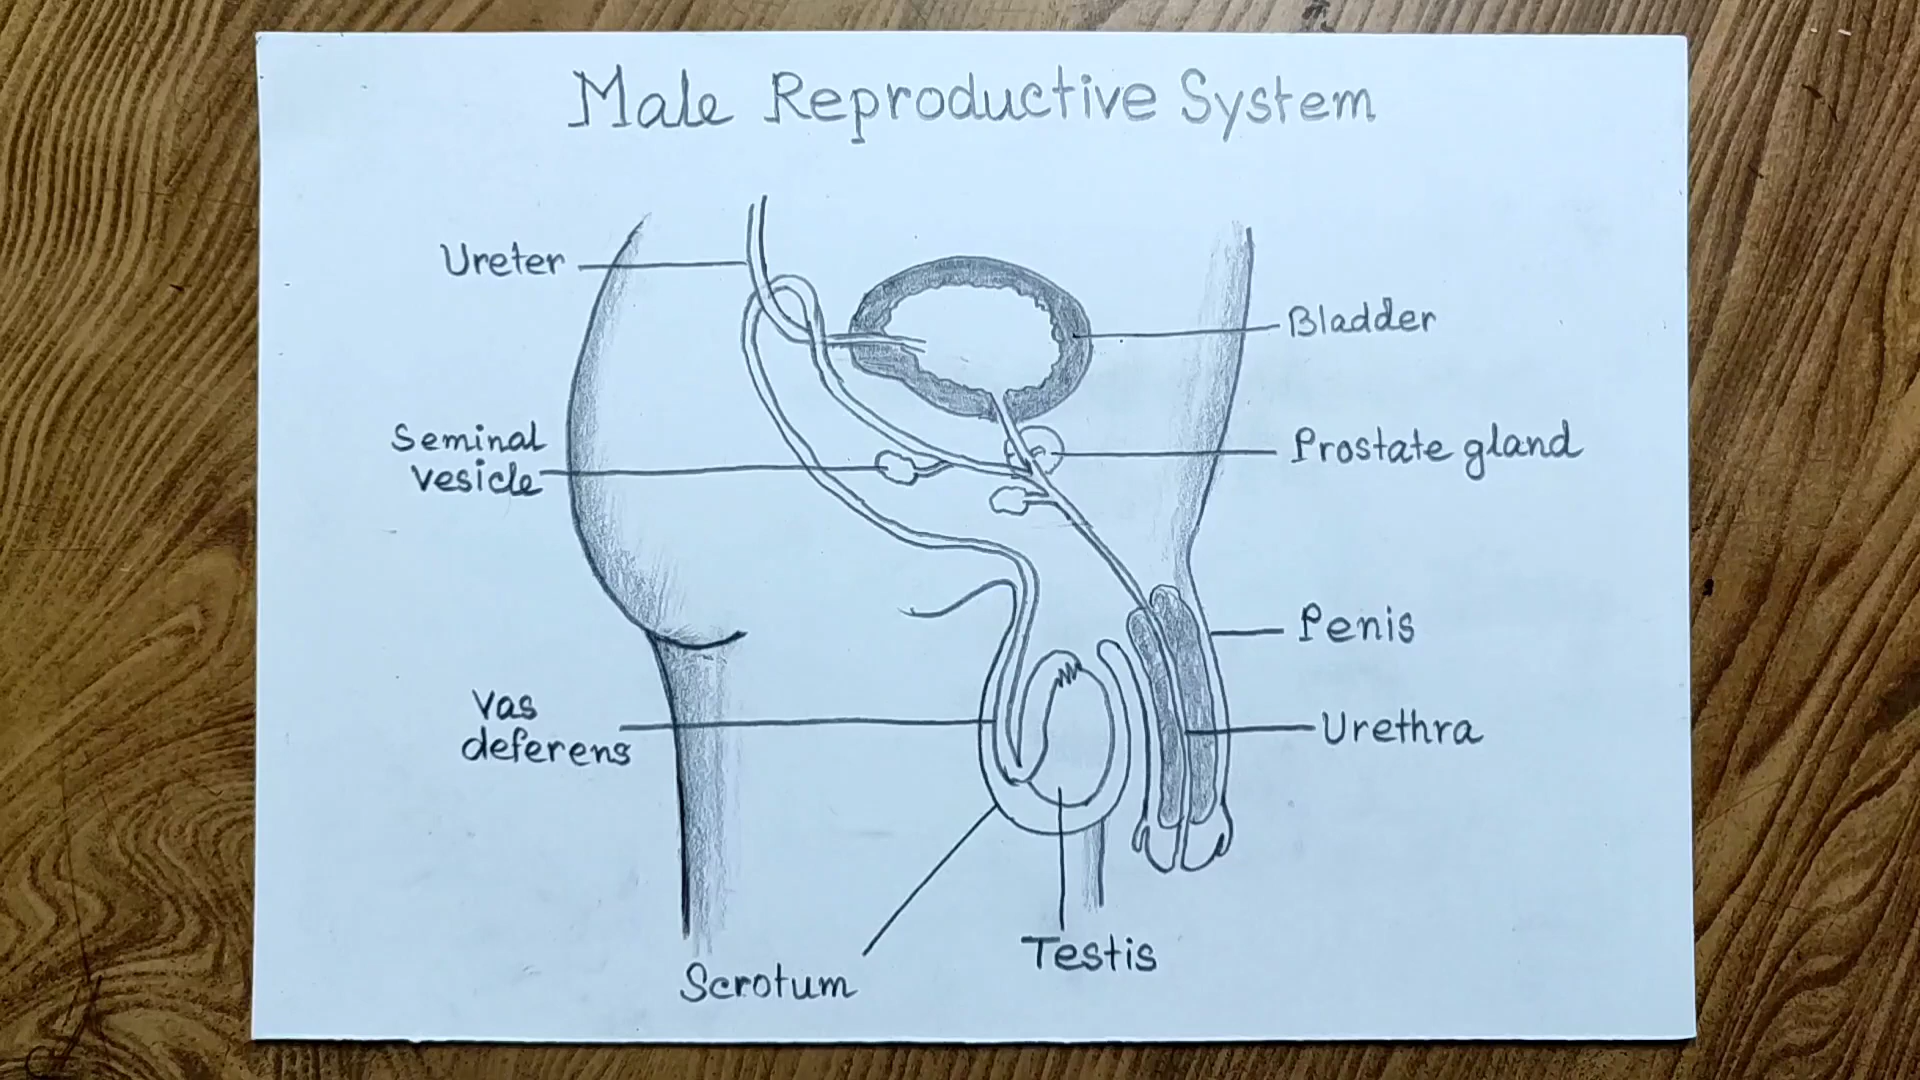 Male Reproductive System
Ureter
Bladder
Seminal
vesicle
Prostate gland
Penis
Vas
deferens
Urethra
Scrotum
Testis